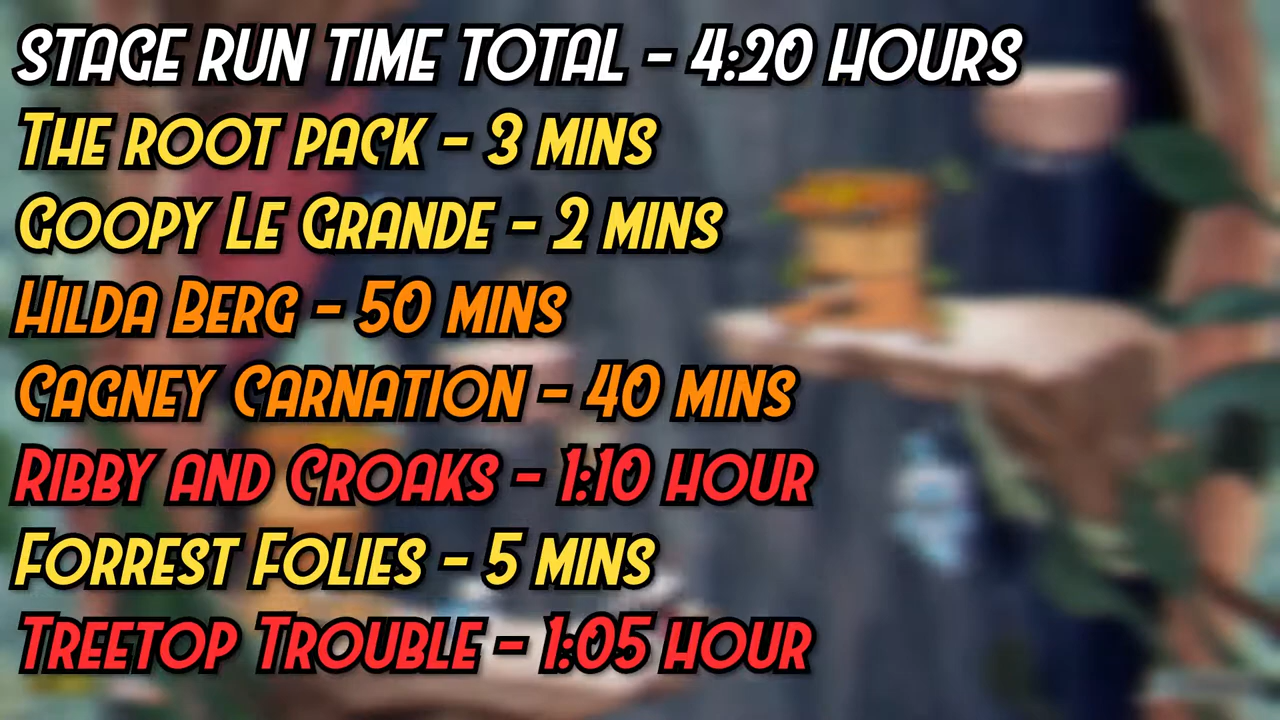 STAGE RUN TIME TOTAL - 4:20 HOURS
THE ROOT PACK - 3 MINS
GOOPY LE GRANDE - 2 MINS
HILDA BERG - 50 MINS
CAGNEY CARNATION - 40 MINS
RIBBY AND CROAKS - 1:10 HOUR
FORREST FOLIES - 5 MINS
TREETOP TROUBLE - 1:05 HOUR